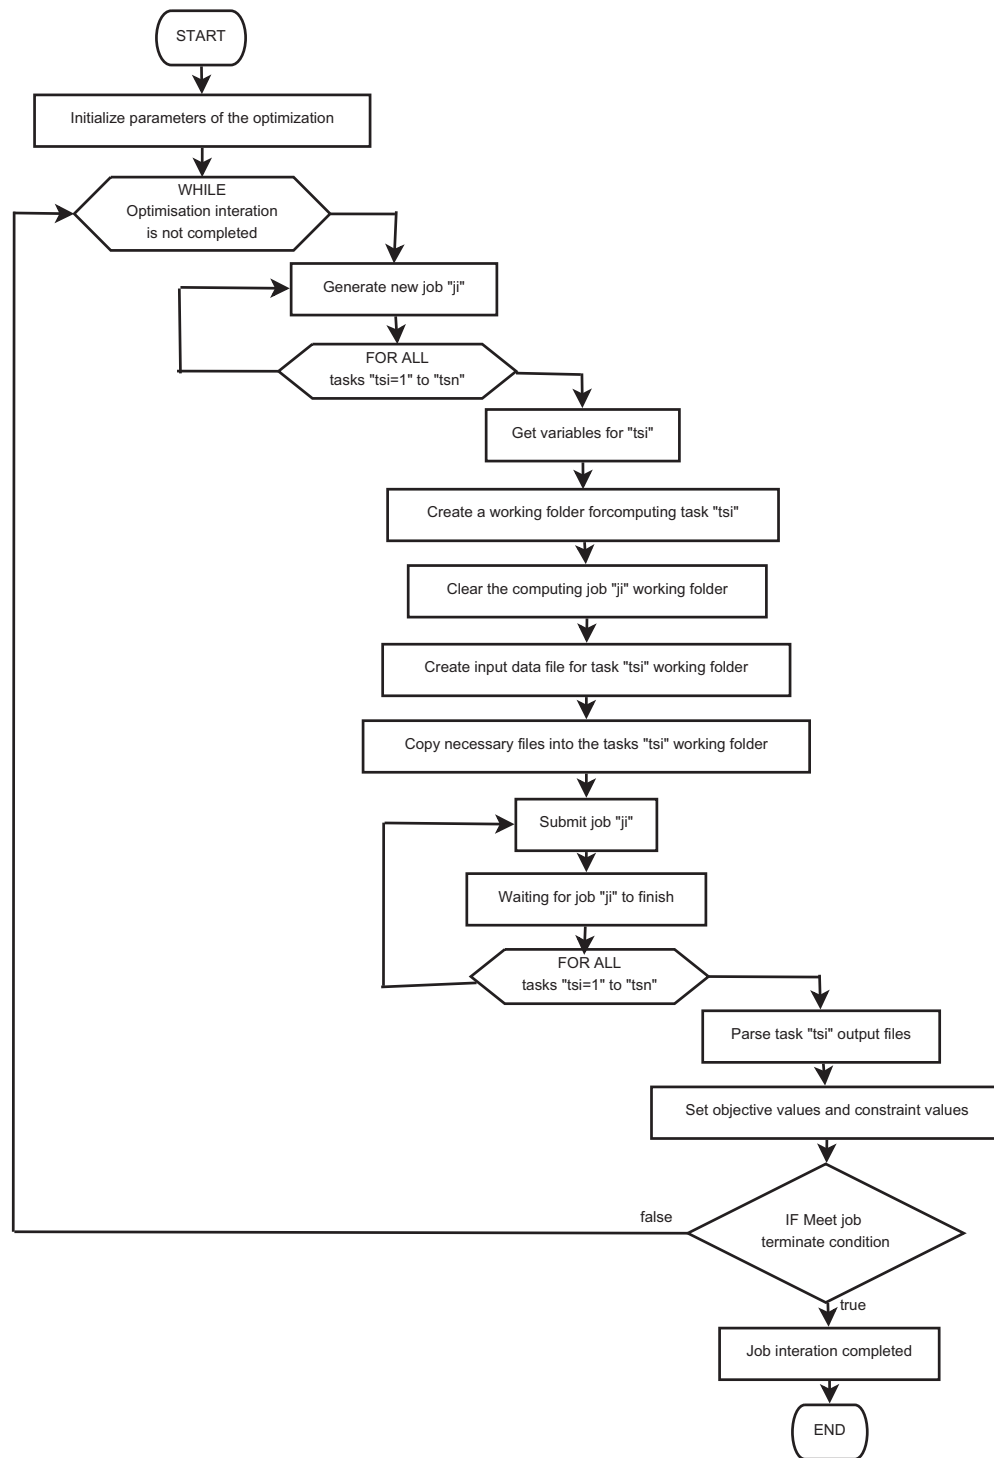 START
Initialize parameters of the optimization
WHILE
Optimisation interation
is not completed
Generate new job "ji"
FOR ALL
tasks "tsi=1" to "tsn"
Get variables for "tsi"
Create a working folder forcomputing task "tsi"
Clear the computing job "ji" working folder
Create input data file for task "tsi" working folder
Copy necessary files into the tasks "tsi" working folder
Submit job "ji"
Waiting for job "ji" to finish
FOR ALL
tasks "tsi=1" to "tsn"
Parse task "tsi" output files
Set objective values and constraint values
false
IF Meet job
terminate condition
true
Job interation completed
END